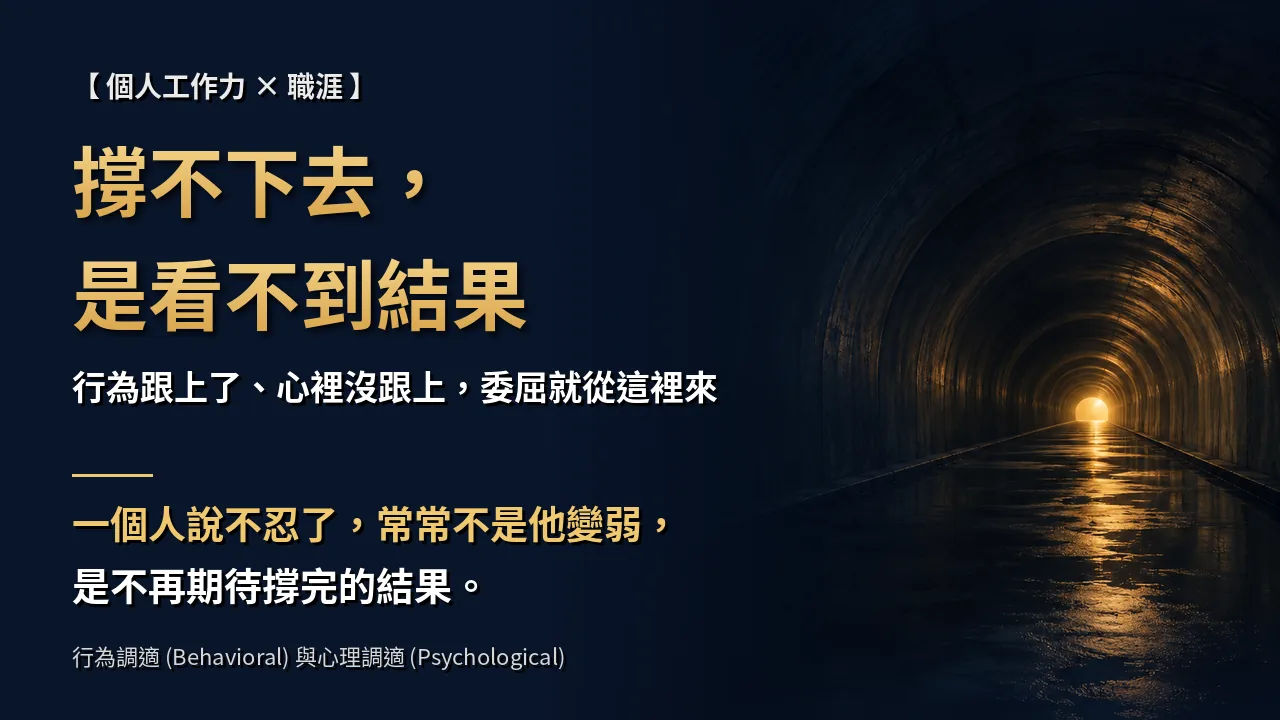 【個人工作力 × 職涯】
撐不下去，
是看不到結果
行為跟上了、心裡沒跟上，委屈就從這裡來
一個人說不忍了，常常不是他變弱，
是不再期待撐完的結果。
行為調適 (Behavioral) 與心理調適 (Psychological)